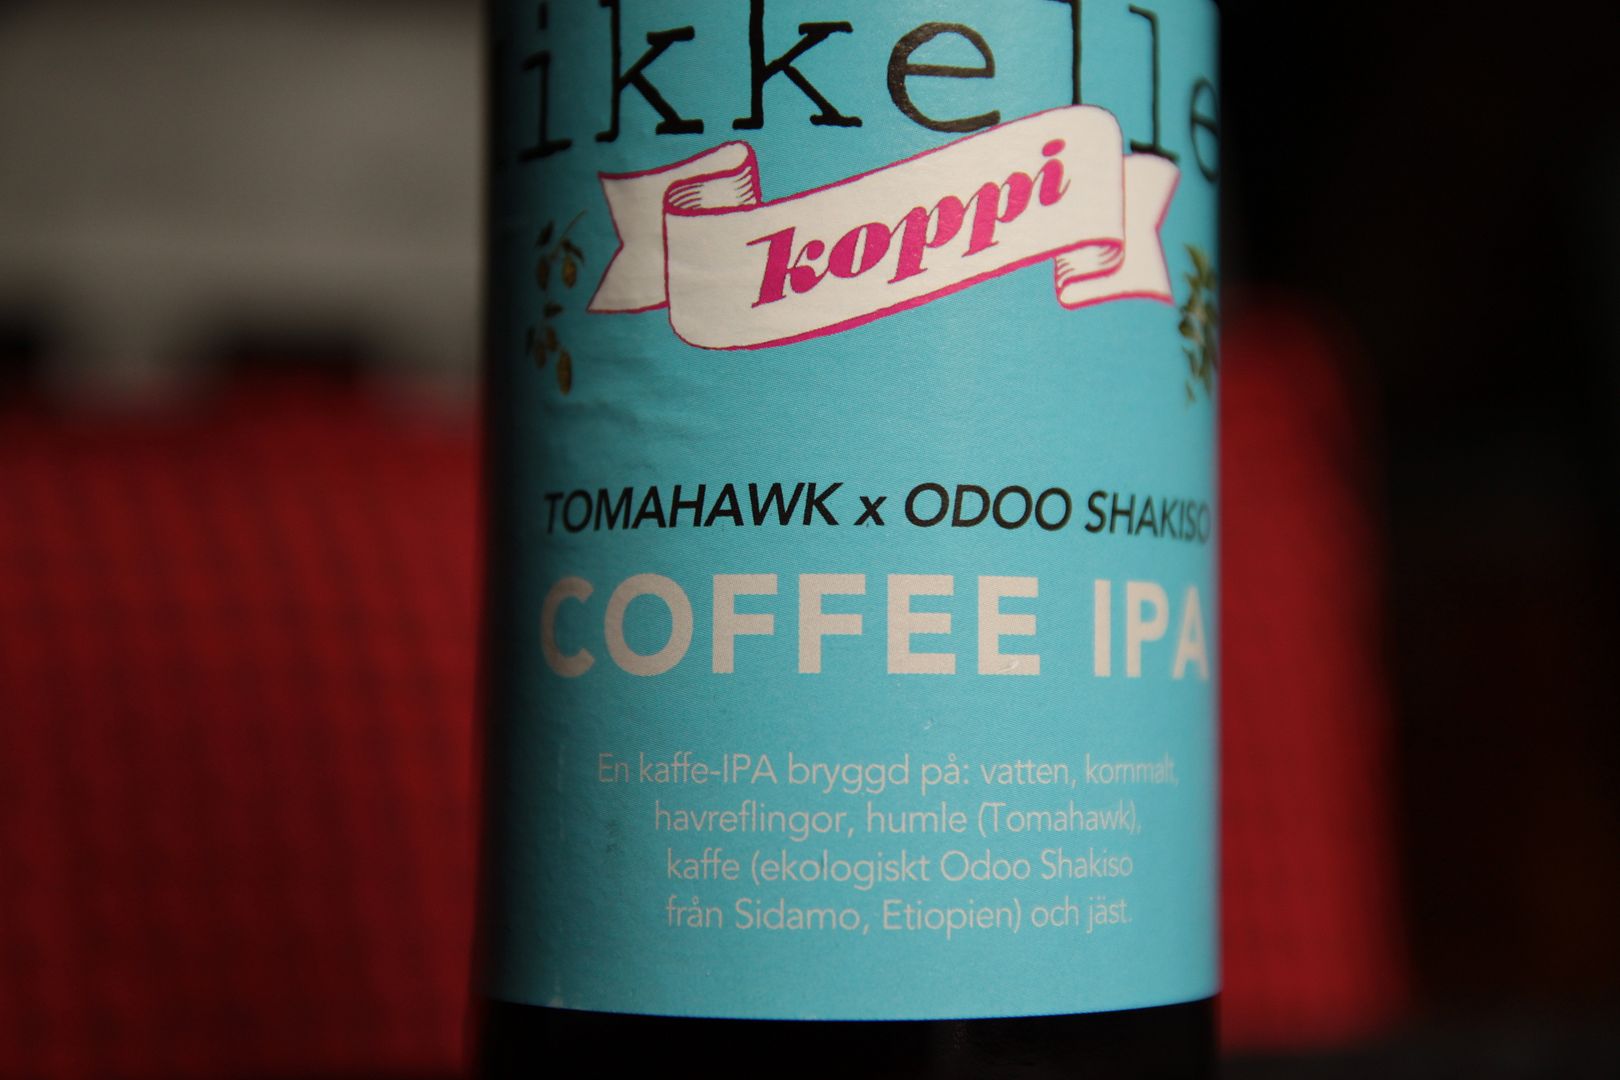 ikkelle
koppi
TOMAHAWK x ODOO SHAKISO
COFFEE IPA
En kaffe-IPA bryggd på: vatten, kornmalt,
havreflingor, humle (Tomahawk),
kaffe (ekologiskt Odoo Shakiso
från Sidamo, Etiopien) och jäst.